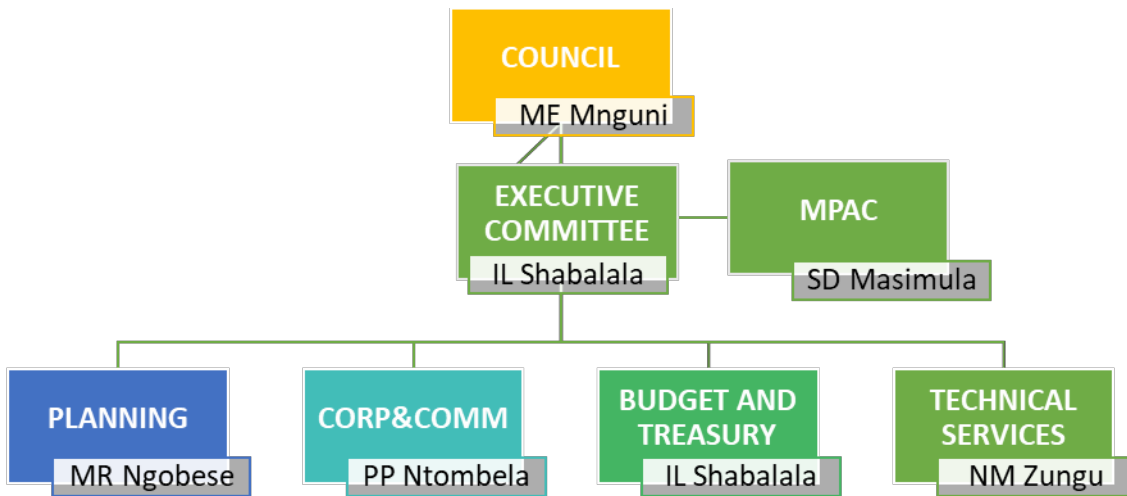 COUNCIL
ME Mnguni
EXECUTIVE
COMMITTEE
IL Shabalala
MPAC
SD Masimula
PLANNING
MR Ngobese
CORP&COMM
PP Ntombela
BUDGET AND
TREASURY
IL Shabalala
TECHNICAL
SERVICES
NM Zungu